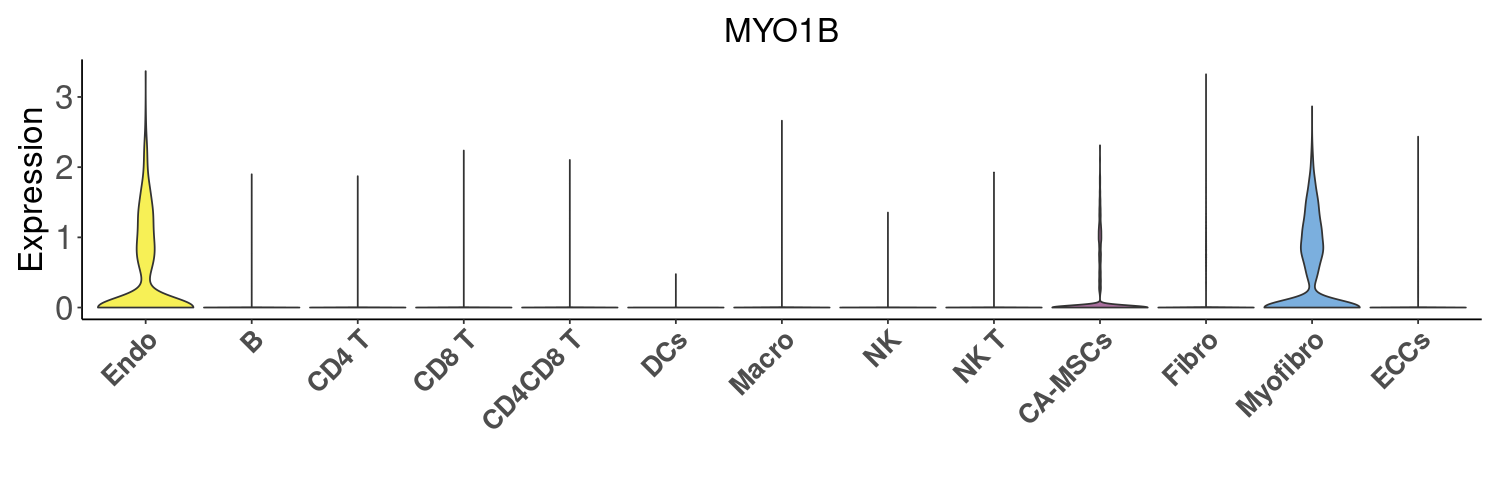 MYO1B
Expression
3
2
1
0
Endo
B
CD4 T
CD8 T
CD4CD8 T
DCs
Macro
NK
NK T
CA-MSCs
Fibro
Myofibro
ECCs